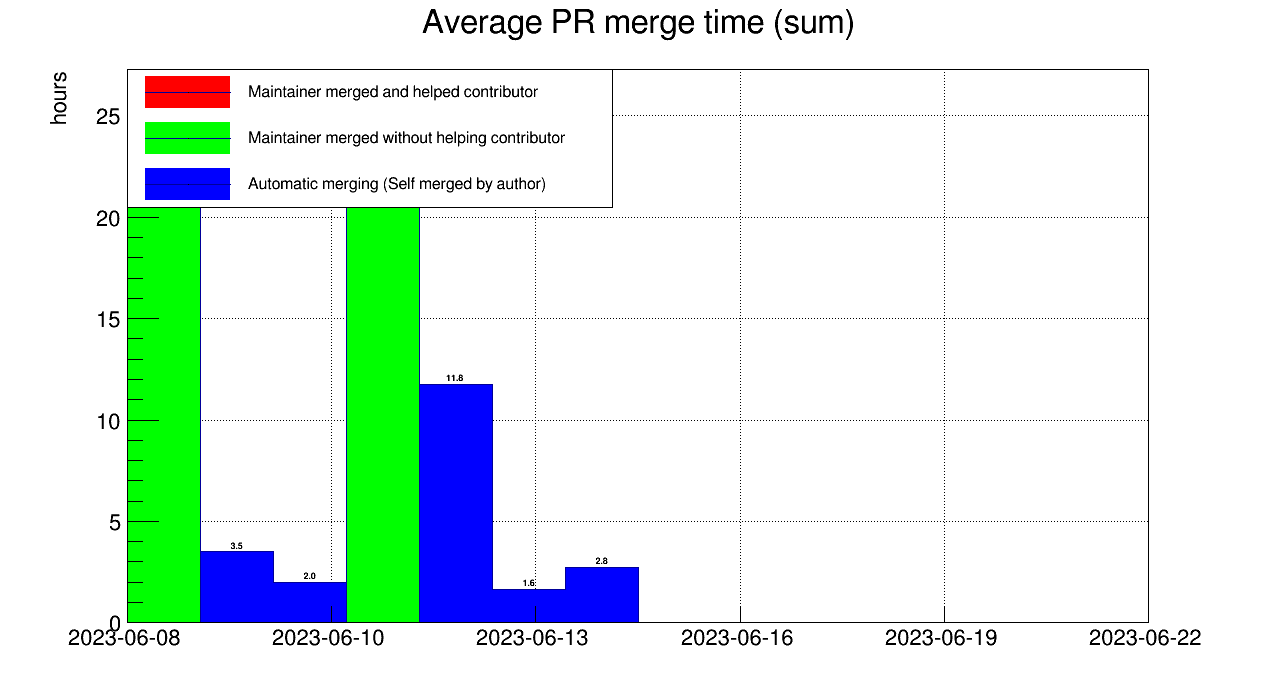 Average PR merge time (sum)
hours
Maintainer merged and helped contributor
Maintainer merged without helping contributor
Automatic merging (Self merged by author)
25
20
15
10
5
0
11.8
3.5
2.8
2.0
1.6
2023-06-08 2023-06-10 2023-06-13 2023-06-16 2023-06-19 2023-06-22